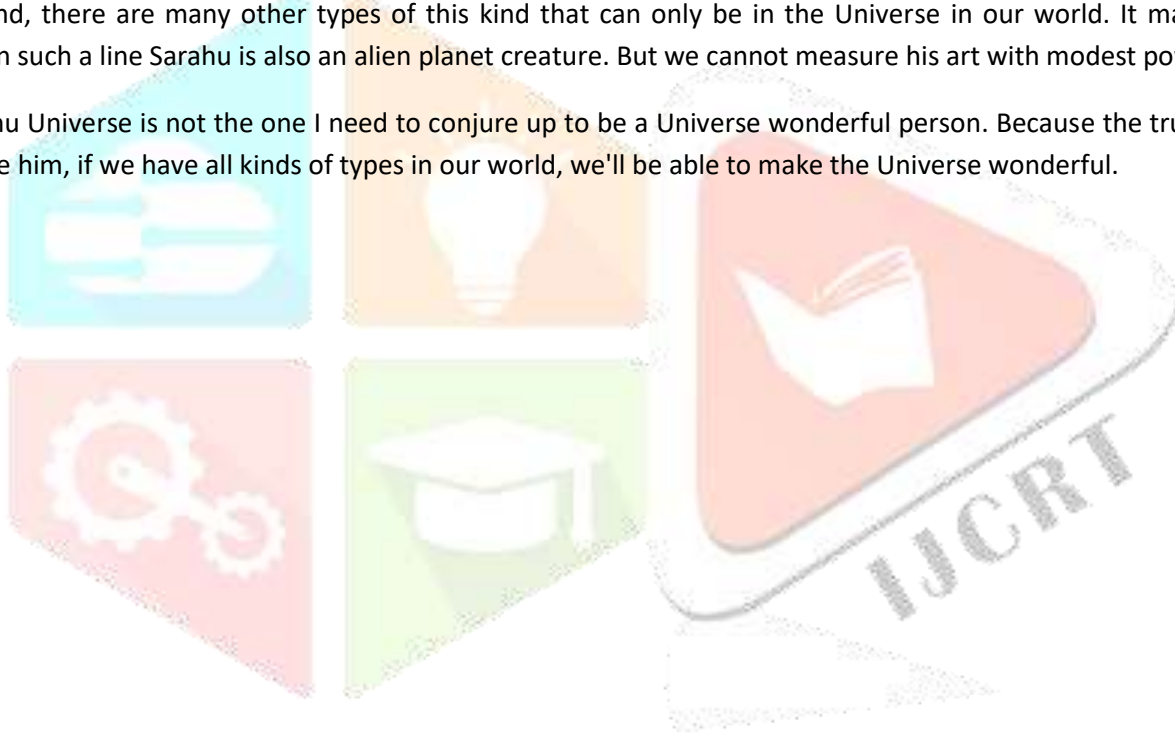 nd, there are many other types of this kind that can only be in the Universe in our world. It ma
n such a line Sarahu is also an alien planet creature. But we cannot measure his art with modest po
u Universe is not the one I need to conjure up to be a Universe wonderful person. Because the tru
e him, if we have all kinds of types in our world, we'll be able to make the Universe wonderful.
IJCRT